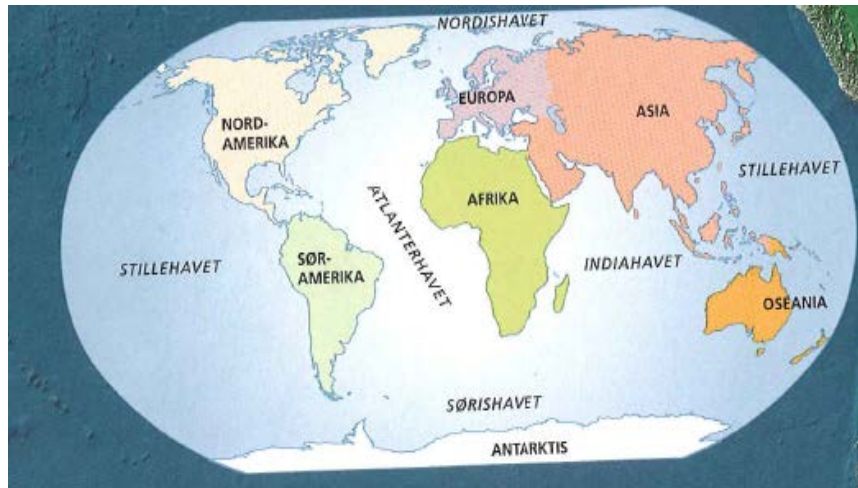 NORDISHAVET
EUROPA
ASIA
NORD-
AMERIKA
STILLEHAVET
AFRIKA
ATLANTERHAVET
SØR-
AMERIKA
STILLEHAVET
INDIAHAVET
OSEANIA
SØRISHAVET
ANTARKTIS